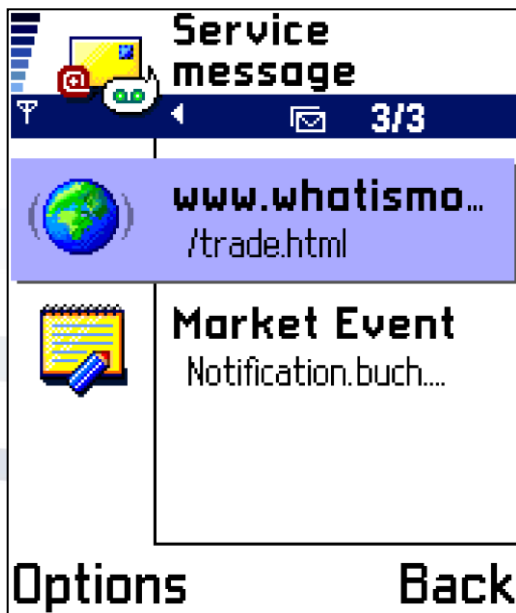 Service
message
3/3
www.whatismo...
/trade.html
Market Event
Notification.buch....
Options
Back